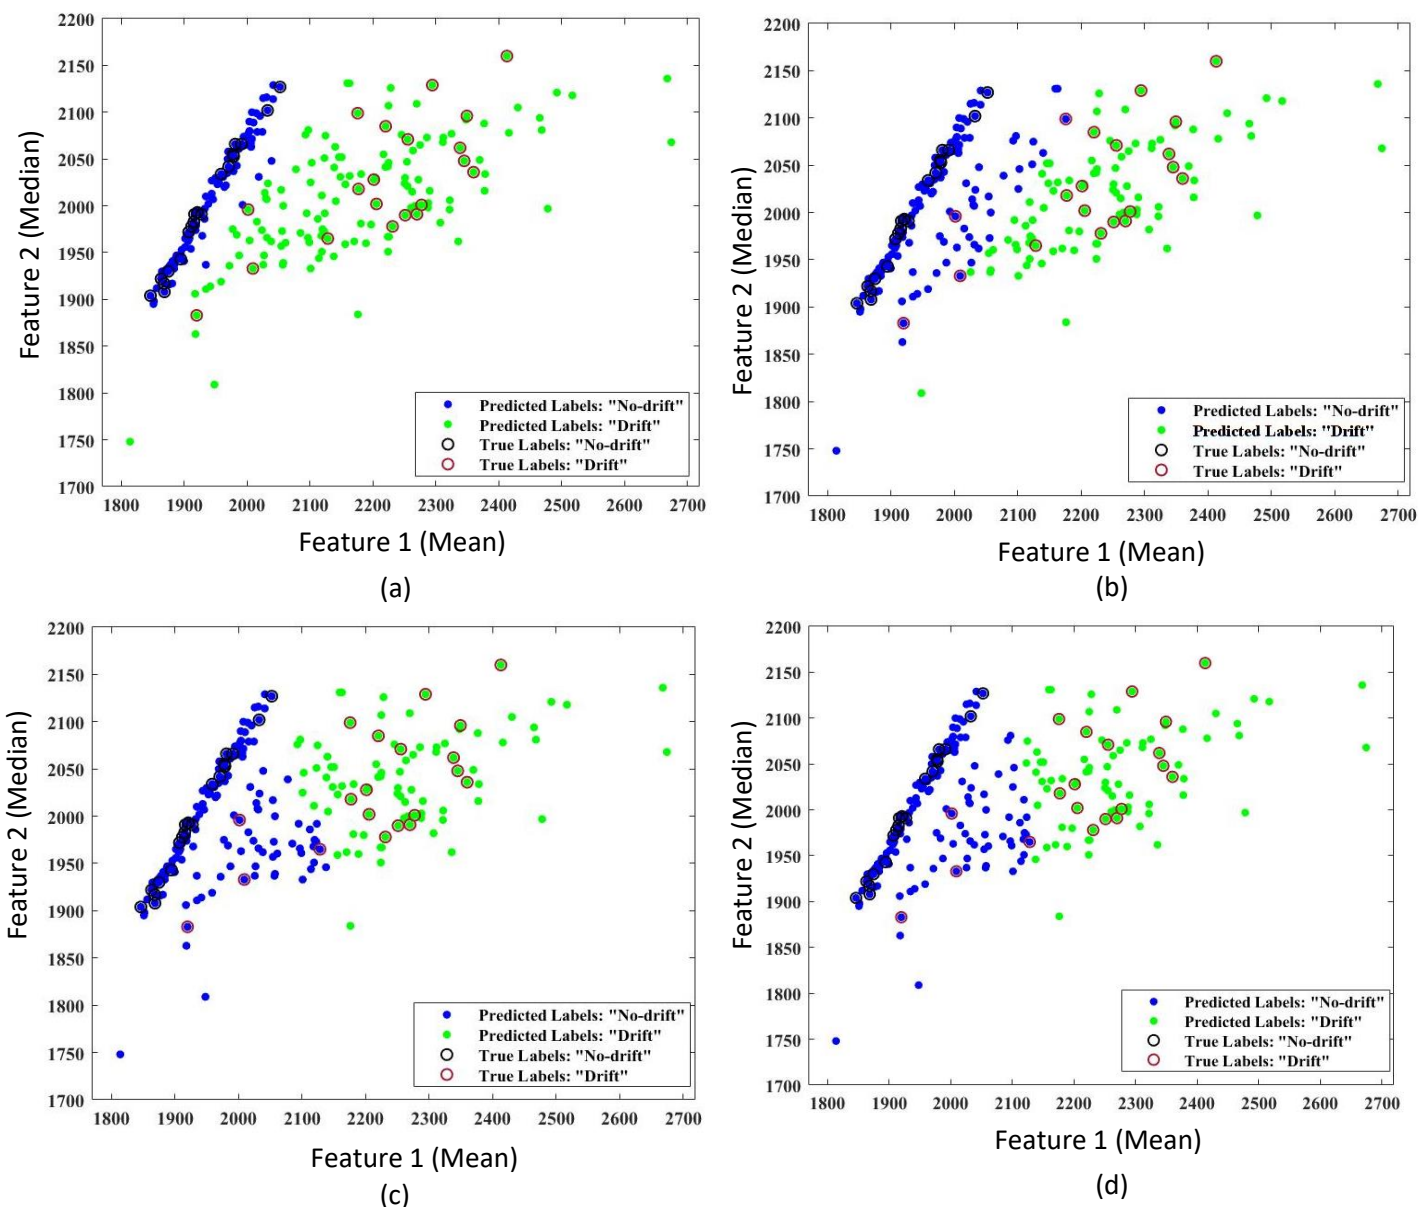 2200
2150
2100
2050
2000
1950
1900
1850
1800
1750
1700
Feature 2 (Median)
Predicted Labels: "No-drift"
Predicted Labels: "Drift"
True Labels: "No-drift"
True Labels: "Drift"
1800 1900 2000 2100 2200 2300 2400 2500 2600 2700
Feature 1 (Mean)
(a)
2200
2150
2100
2050
2000
1950
1900
1850
1800
1750
1700
Feature 2 (Median)
Predicted Labels: "No-drift"
Predicted Labels: "Drift"
True Labels: "No-drift"
True Labels: "Drift"
1800 1900 2000 2100 2200 2300 2400 2500 2600 2700
Feature 1 (Mean)
(b)
2200
2150
2100
2050
2000
1950
1900
1850
1800
1750
1700
Feature 2 (Median)
Predicted Labels: "No-drift"
Predicted Labels: "Drift"
True Labels: "No-drift"
True Labels: "Drift"
1800 1900 2000 2100 2200 2300 2400 2500 2600 2700
Feature 1 (Mean)
(c)
2200
2150
2100
2050
2000
1950
1900
1850
1800
1750
1700
Feature 2 (Median)
Predicted Labels: "No-drift"
Predicted Labels: "Drift"
True Labels: "No-drift"
True Labels: "Drift"
1800 1900 2000 2100 2200 2300 2400 2500 2600 2700
Feature 1 (Mean)
(d)